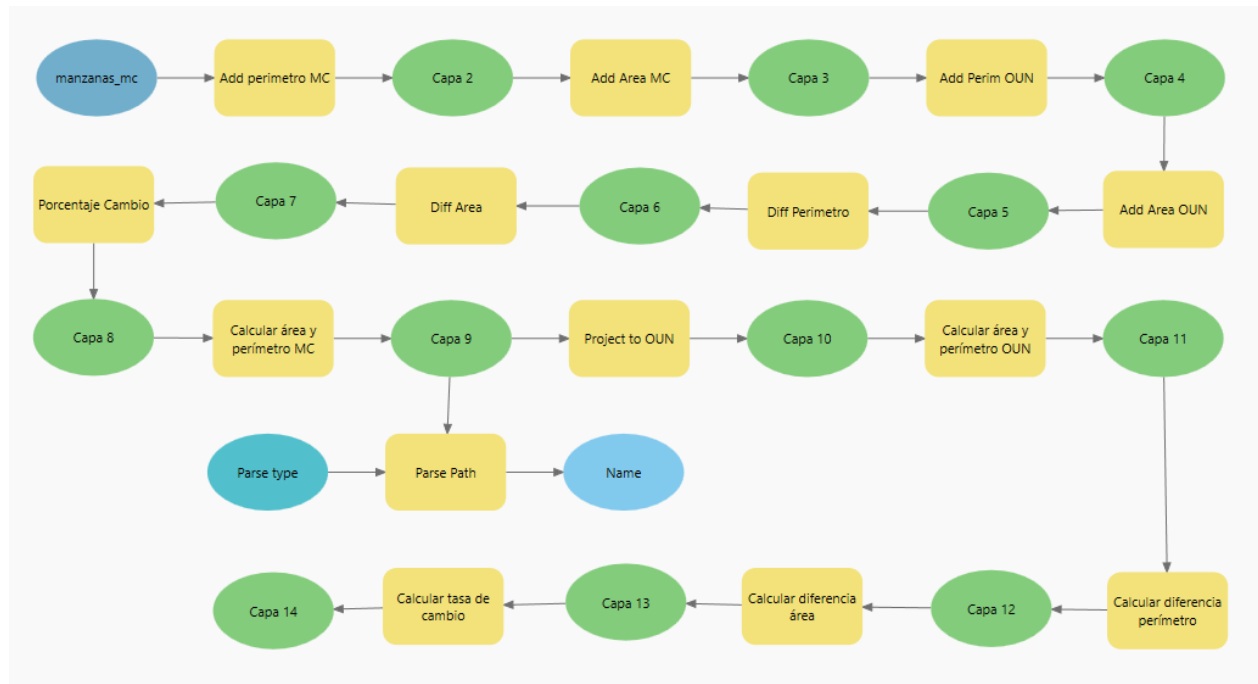 manzanas_mc
Add perimetro MC
Capa 2
Add Area MC
Capa 3
Add Perim OUN
Capa 4
Porcentaje Cambio
Capa 7
Diff Area
Capa 6
Diff Perimetro
Capa 5
Add Area OUN
Capa 8
Calcular área y
perímetro MC
Capa 9
Project to OUN
Capa 10
Calcular área y
perímetro OUN
Capa 11
Parse type
Parse Path
Name
Capa 14
Calcular tasa de
cambio
Capa 13
Calcular diferencia
área
Capa 12
Calcular diferencia
perímetro